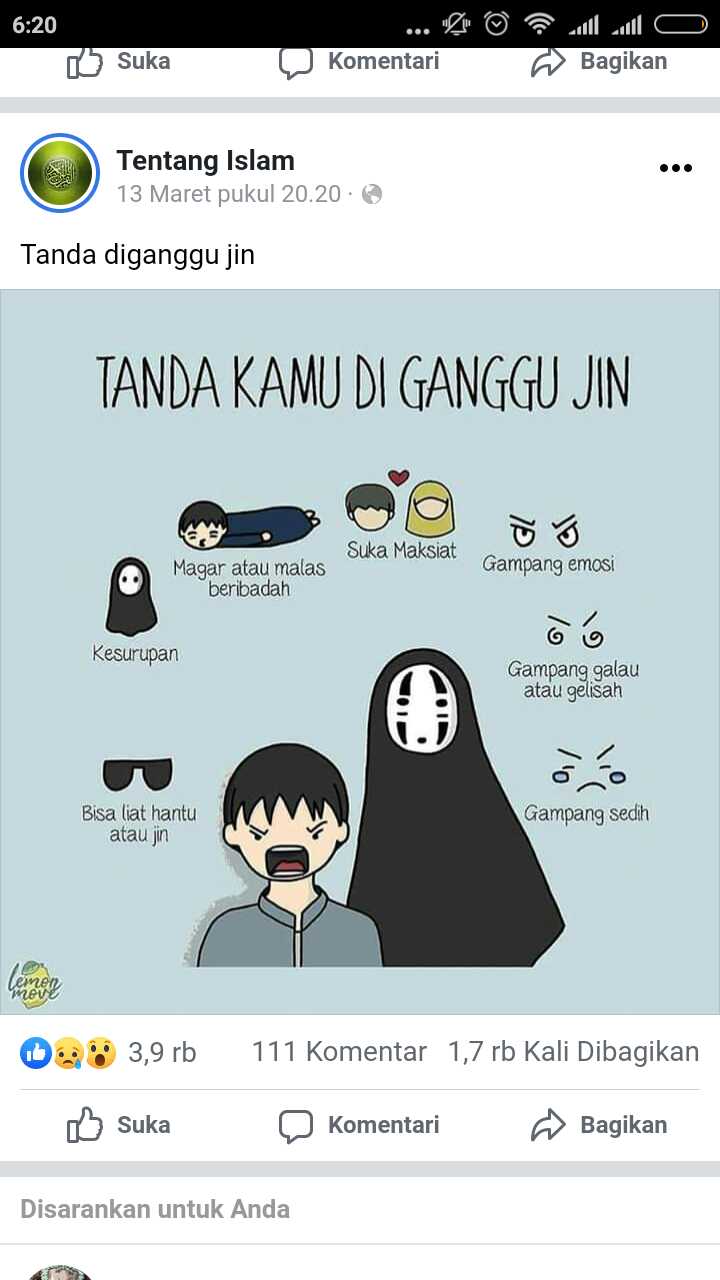 6:20
Suka Komentari Bagikan
Tentang Islam
13 Maret pukul 20.20 ·
Tanda diganggu jin
TANDA KAMU DI GANGGU JIN
Magar atau malas
beribadah
Suka Maksiat
Gampang emosi
Kesurupan
Gampang galau
atau gelisah
Bisa liat hantu
atau jin
Gampang sedih
lemon
move
3,9 rb 111 Komentar 1,7 rb Kali Dibagikan
Suka Komentari Bagikan
Disarankan untuk Anda